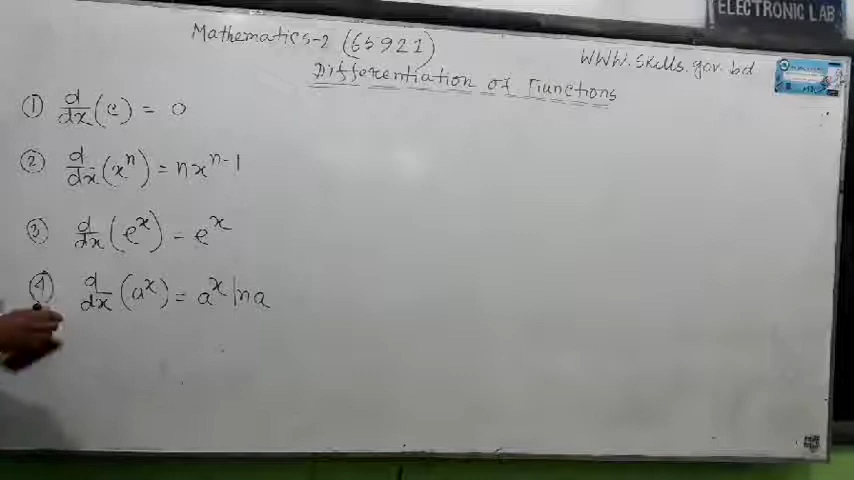 ELECTRONIC LAB
Mathematics-2 (65921)
WWW.skills.gov.bd
Differentiation of Functions
① d/dx (c) = 0
② d/dx (x^n) = nx^n-1
③ d/dx (e^x) = e^x
④ d/dx (a^x) = a^x ln a